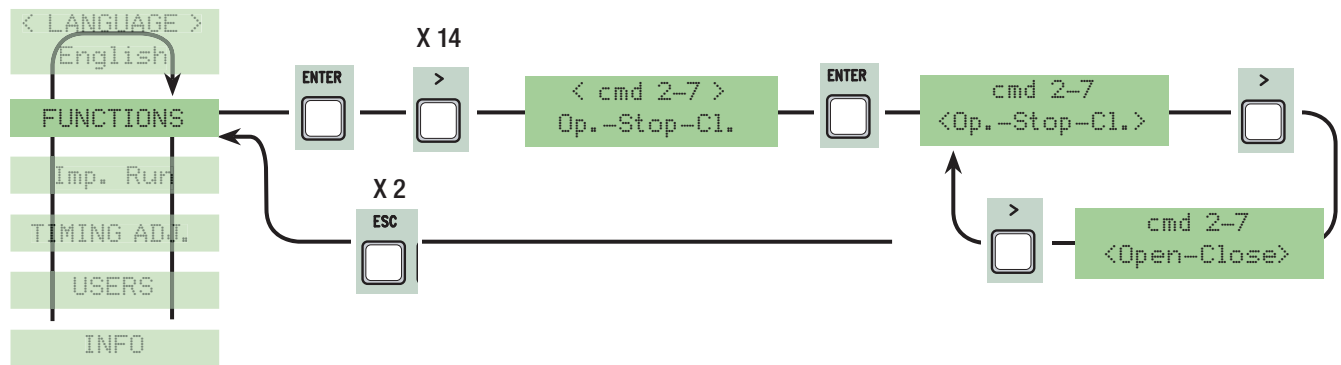 < LANGUAGE >
English
FUNCTIONS
Imp. Run
TIMING ADJ.
USERS
INFO
ENTER
X 14
>
< cmd 2-7 >
Op.-Stop-Cl.
ENTER
cmd 2-7
<Op.-Stop-Cl.>
>
cmd 2-7
<Open-Close>
>
X 2
ESC